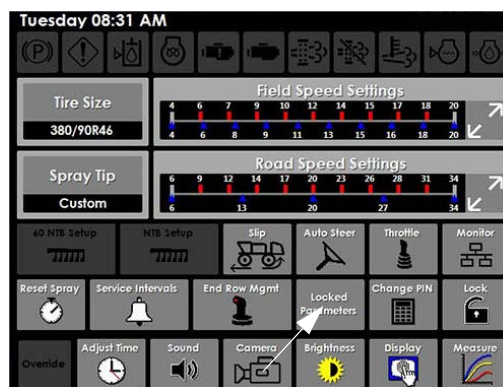 Tuesday 08:31 AM
Tire Size
380/90R46
Field Speed Settings
4 6 7 9 10 12 14 15 17 18 20
4 6 8 9 11 13 15 16 18 20
Spray Tip
Custom
Road Speed Settings
6 9 12 14 17 20 23 26 28 31 34
6 13 20 27 34
60 NTB Setup NTB Setup Slip Auto Steer Throttle Monitor
Reset Spray Service Intervals End Row Mgmt Locked Parameters Change PIN Lock
Override Adjust Time Sound Camera Brightness Display Measure